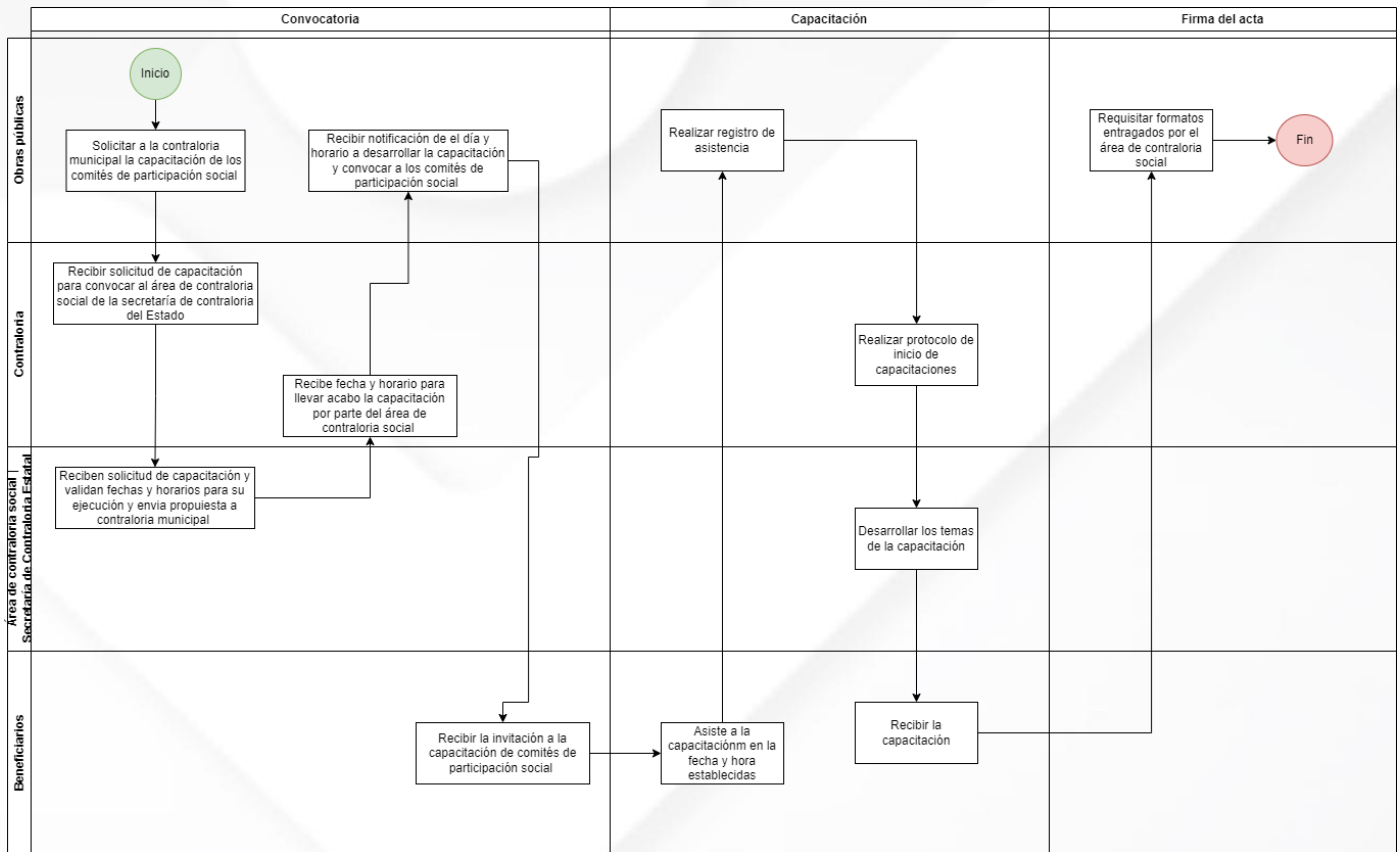 Convocatoria
Capacitación
Firma del acta
Obras públicas
Inicio
Solicitar a la contraloria
municipal la capacitación de los
comités de participación social
Recibir notificación de el día y
horario a desarrollar la capacitación
y convocar a los comités de
participación social
Realizar registro de
asistencia
Requisitar formatos
entragados por el
área de contraloria
social
Fin
Contraloría
Recibir solicitud de capacitación
para convocar al área de contraloria
social de la secretaría de contraloria
del Estado
Recibe fecha y horario para
llevar acabo la capacitación
por parte del área de
contraloria social
Realizar protocolo de
inicio de
capacitaciones
Área de contraloria social |
Secretaría de Contraloria Estatal
Reciben solicitud de capacitación y
validan fechas y horarios para su
ejecución y envia propuiesta a
contraloria municipal
Desarrollar los temas
de la capacitación
Beneficiarios
Recibir la invitación a la
capacitación de comités de
participación social
Asiste a la
capacitaciónm en la
fecha y hora
establecidas
Recibir la
capacitación